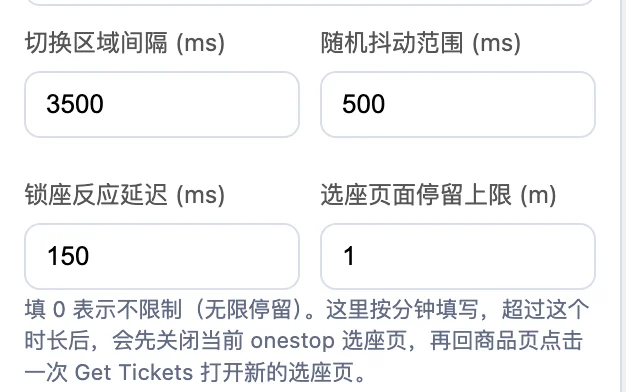 切换区域间隔 (ms) 随机抖动范围 (ms)
3500 500
锁座反应延迟 (ms) 选座页面停留上限 (m)
150 1
填 0 表示不限制（无限停留）。这里按分钟填写，超过这个
时长后，会先关闭当前 onestop 选座页，再回商品页点击
一次 Get Tickets 打开新的选座页。